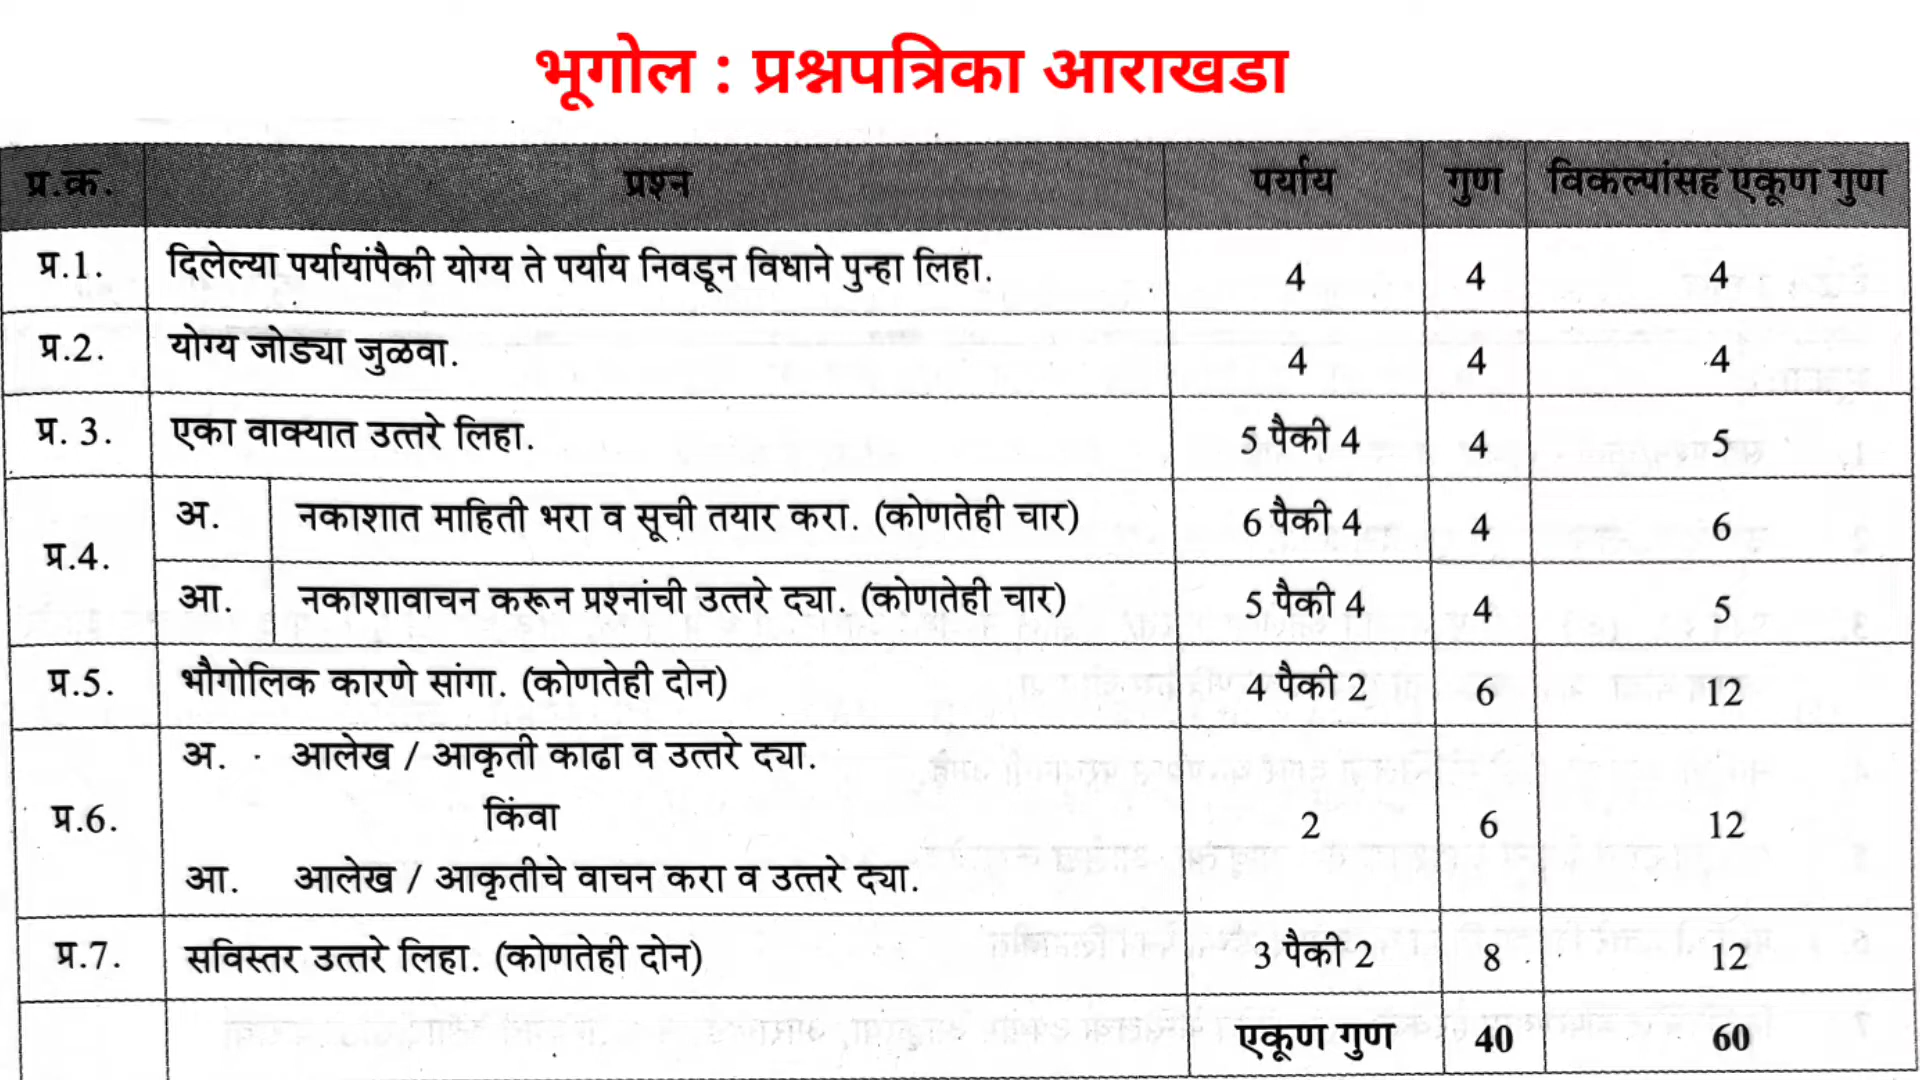 भूगोल : प्रश्नपत्रिका आराखडा
प्र.क्र. प्रश्न पर्याय गुण विकल्पांसह एकूण गुण
प्र.1. दिलेल्या पर्यायांपैकी योग्य ते पर्याय निवडून विधाने पुन्हा लिहा. 4 4 4
प्र.2. योग्य जोड्या जुळवा. 4 4 4
प्र. 3. एका वाक्यात उत्तरे लिहा. 5 पैकी 4 4 5
प्र.4. अ. नकाशात माहिती भरा व सूची तयार करा. (कोणतेही चार) 6 पैकी 4 4 6
आ. नकाशावाचन करून प्रश्नांची उत्तरे द्या. (कोणतेही चार) 5 पैकी 4 4 5
प्र.5. भौगोलिक कारणे सांगा. (कोणतेही दोन) 4 पैकी 2 6 12
अ. आलेख / आकृती काढा व उत्तरे द्या.
प्र.6. किंवा 2 6 12
आ. आलेख / आकृतीचे वाचन करा व उत्तरे द्या.
प्र.7. सविस्तर उत्तरे लिहा. (कोणतेही दोन) 3 पैकी 2 8 12
एकूण गुण 40 60